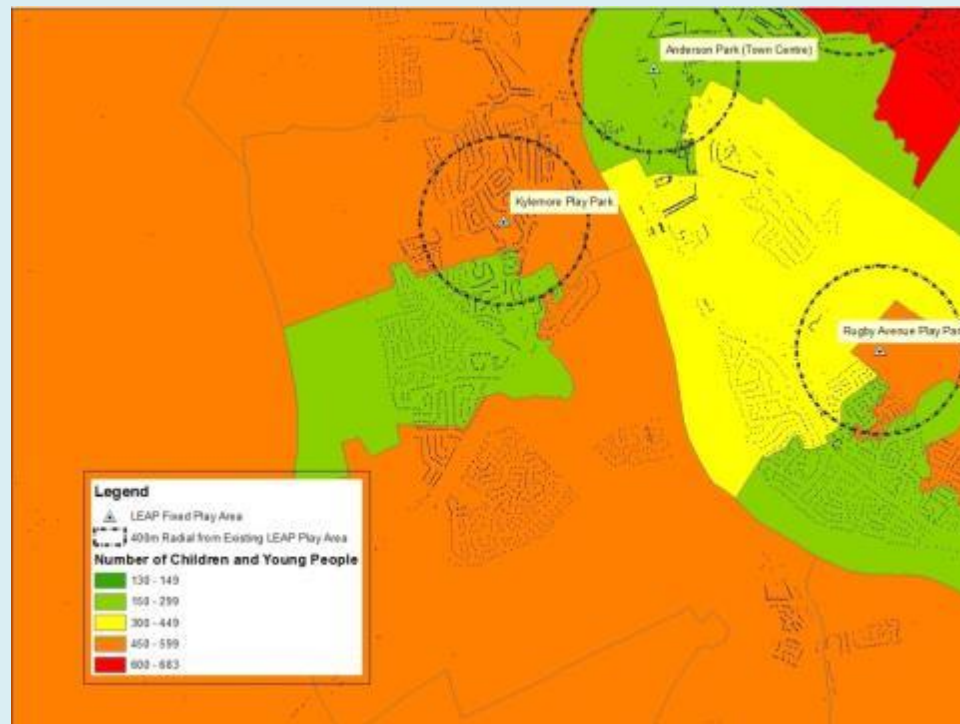 Anderson Park (Town Centre)
Kylemore Play Park
Rugby Avenue Play Par
Legend
LEAP Fixed Play Area
400m Radial from Existing LEAP Play Area
Number of Children and Young People
130 - 149
150 - 299
300 - 449
450 - 599
600 - 683